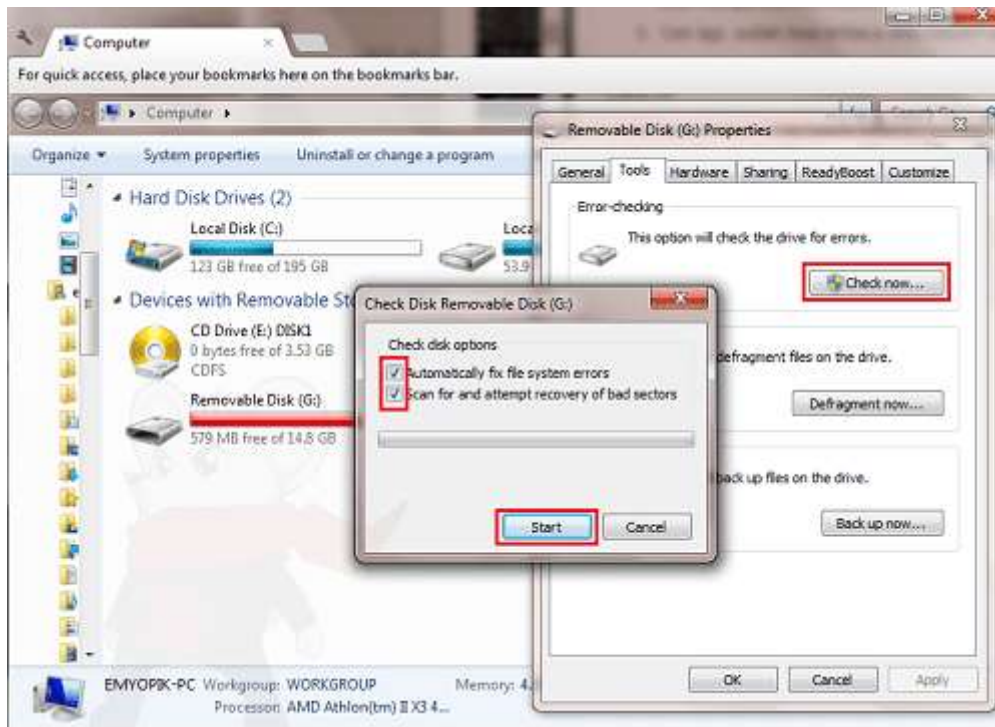 Computer
For quick access, place your bookmarks here on the bookmarks bar.
Computer
Organize
System properties
Uninstall or change a program
Hard Disk Drives (2)
Local Disk (C:)
123 GB free of 195 GB
Loca
53.9
Devices with Removable Sto
CD Drive (E:) DISK1
0 bytes free of 3.53 GB
CDFS
Removable Disk (G:)
579 MB free of 14.8 GB
Removable Disk (G:) Properties
General Tools Hardware Sharing ReadyBoost Customize
Error-checking
This option will check the drive for errors.
Check now...
defragment files on the drive.
Defragment now....
back up files on the drive.
Back up now....
OK Cancel Apply
Check Disk Removable Disk (G:)
Check disk options
Automatically fix file system errors
Scan for and attempt recovery of bad sectors
Start Cancel
EMYOPIK-PC Workgroup: WORKGROUP Memory: 4.
Processor: AMD Athlon(tm) II X3 4...